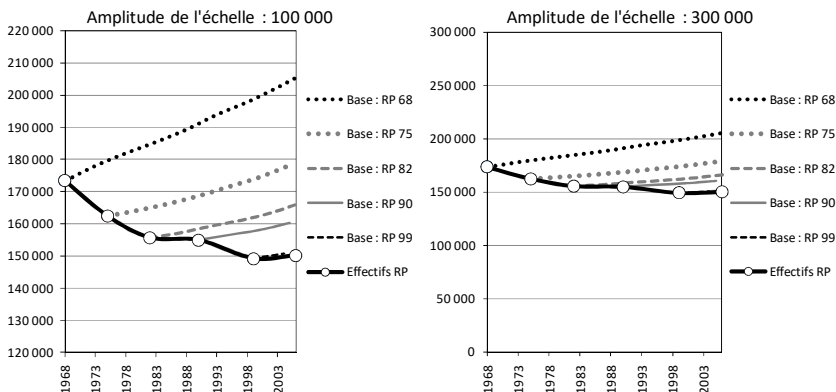 Amplitude de l'échelle : 100 000
220 000
210 000
200 000
190 000
180 000
170 000
160 000
150 000
140 000
130 000
120 000
1968
1973
1978
1983
1988
1993
1998
2003
Base : RP 68
Base : RP 75
Base : RP 82
Base : RP 90
Base : RP 99
Effectifs RP
Amplitude de l'échelle : 300 000
300 000
250 000
200 000
150 000
100 000
50 000
0
1968
1973
1978
1983
1988
1993
1998
2003
Base : RP 68
Base : RP 75
Base : RP 82
Base : RP 90
Base : RP 99
Effectifs RP